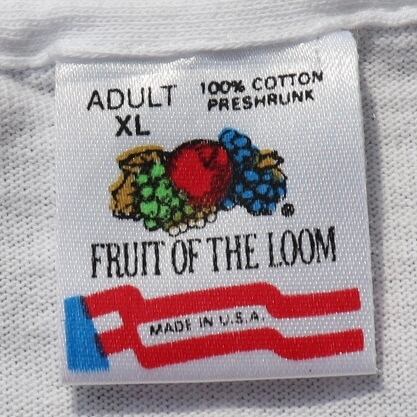 ADULT
XL
100% COTTON
PRESHRUNK
®
FRUIT OF THE LOOM
MADE IN U.S.A.